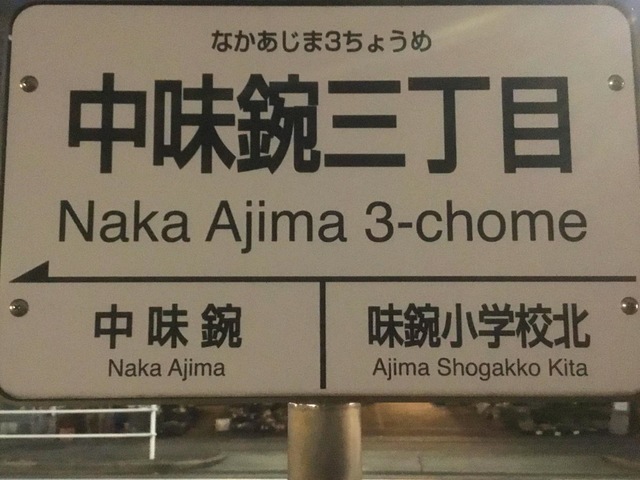 なかあじま3ちょうめ
中味鋺三丁目
Naka Ajima 3-chome
中味鋺
Naka Ajima
味鋺小学校北
Ajima Shogakko Kita